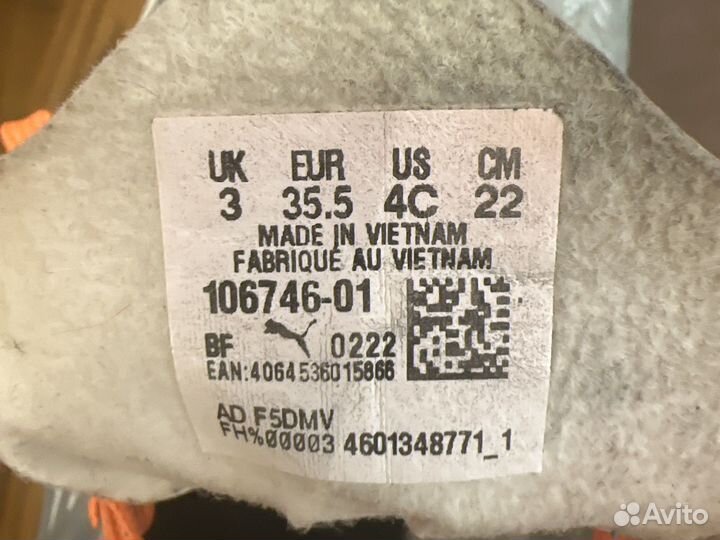 UK EUR US CM
3 35.5 4C 22
MADE IN VIETNAM
FABRIQUÉ AU VIETNAM
106746-01
BF 0222
EAN:4064536015866
AD F5DMV
FH%00003 4601348771_1
Avito